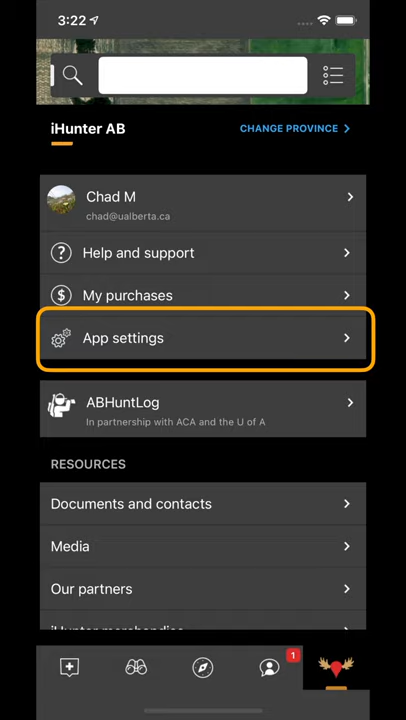 3:22
iHunter AB
CHANGE PROVINCE
Chad M
chad@ualberta.ca
Help and support
My purchases
App settings
ABHuntLog
In partnership with ACA and the U of A
RESOURCES
Documents and contacts
Media
Our partners
iHunter merchandise
1